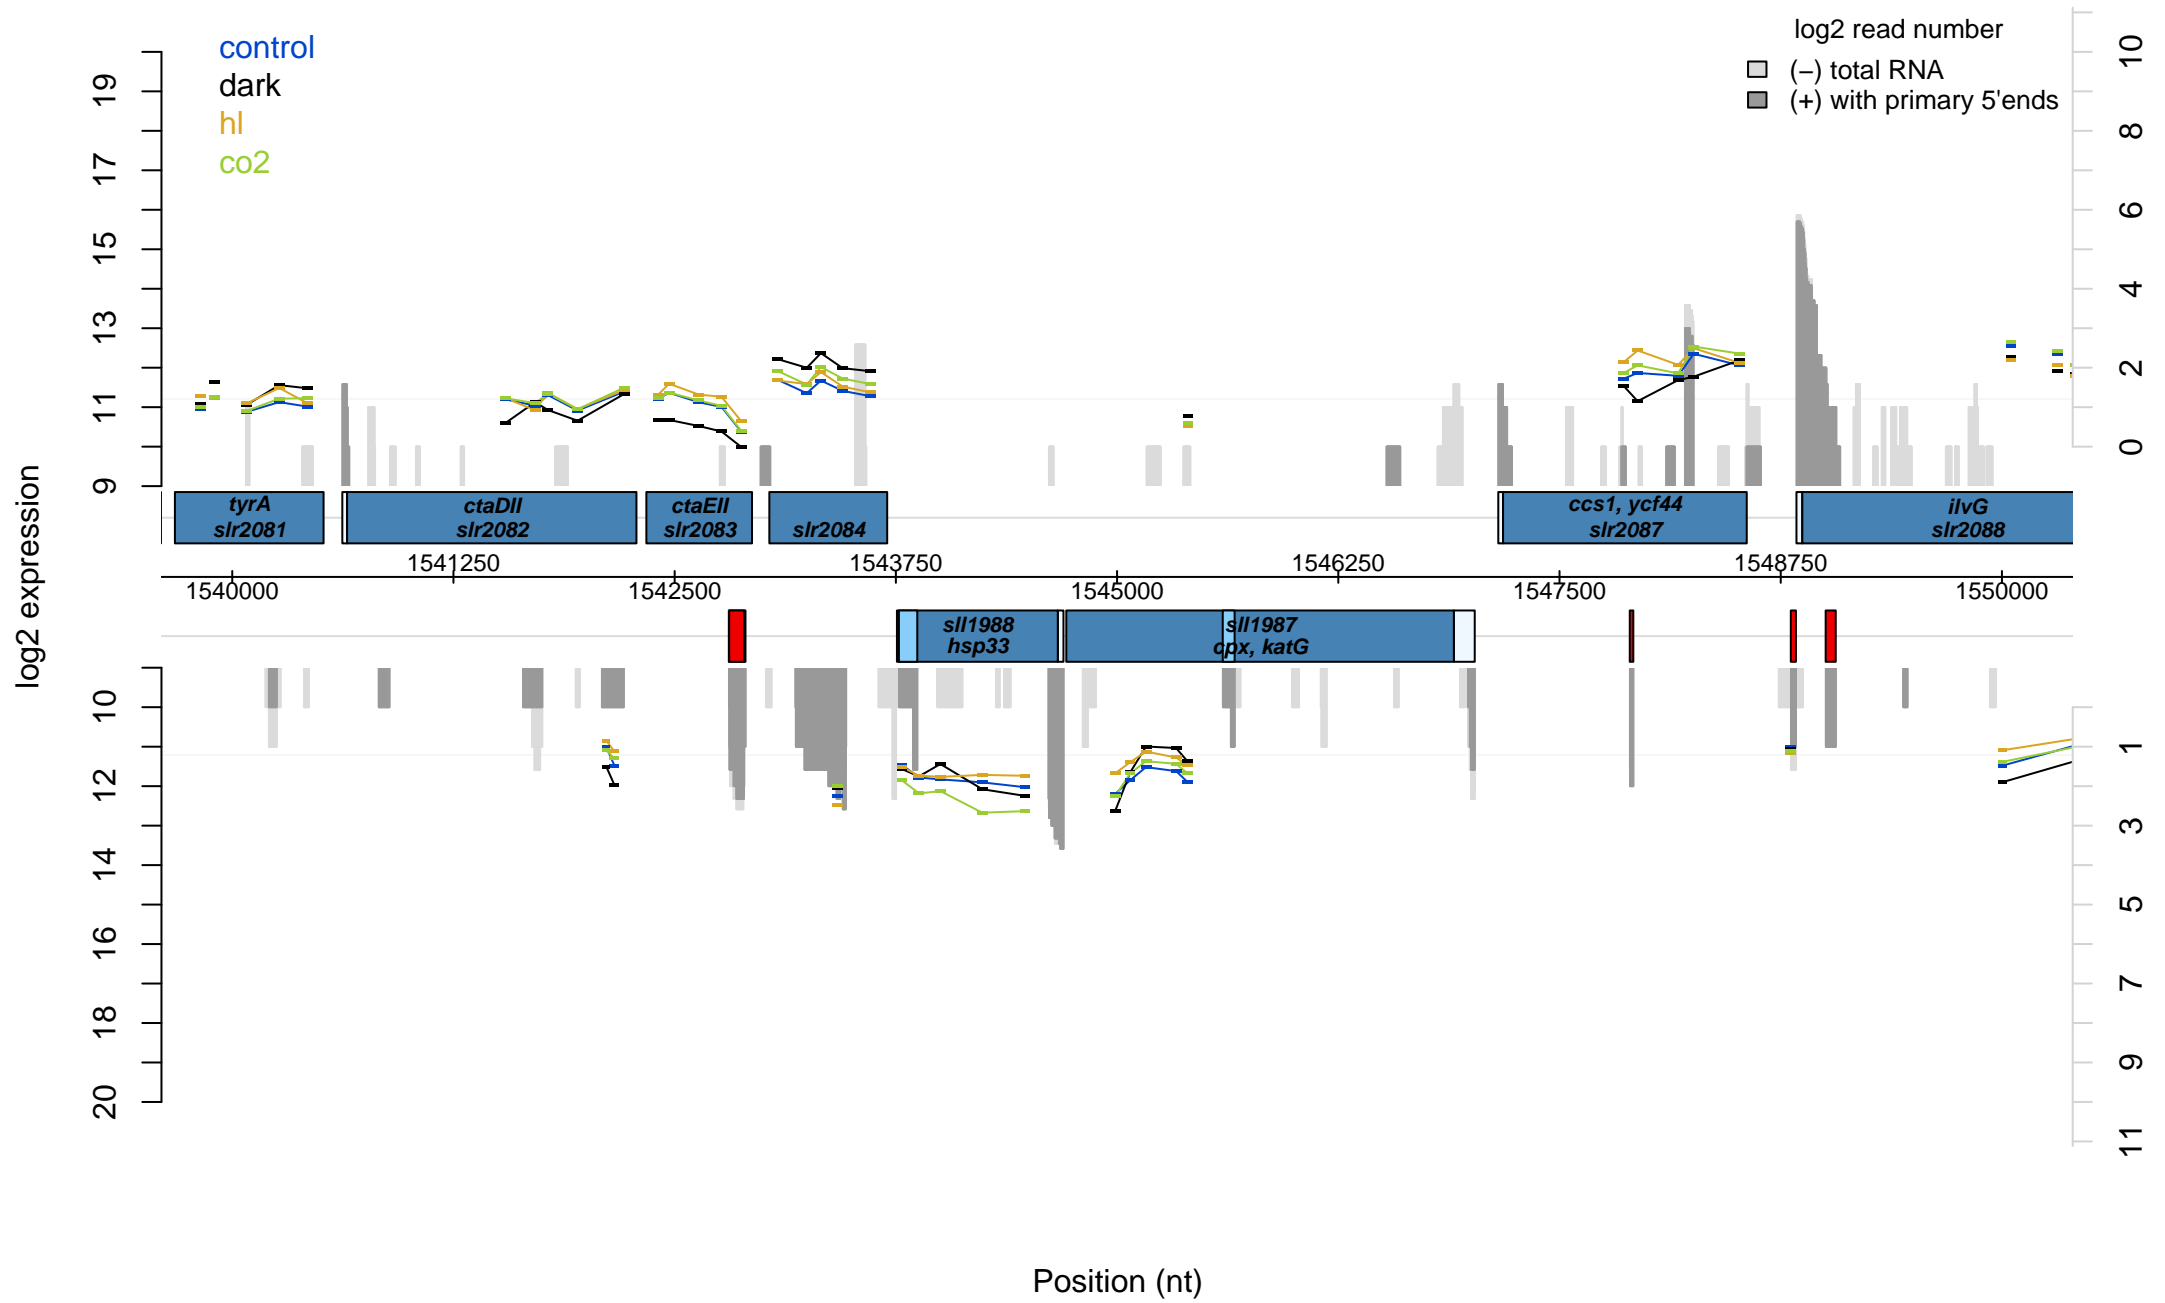 control
dark
hl
co2
log2 read number
(−) total RNA
(+) with primary 5'ends
19
17
15
13
11
9
10
8
6
4
2
0
log2 expression
tyrA
slr2081
ctaDII
slr2082
ctaEII
slr2083
slr2084
ccs1, ycf44
slr2087
ilvG
slr2088
1541250
1543750
1546250
1548750
1540000
1542500
1545000
1547500
1550000
sll1988
hsp33
sll1987
cpx, katG
10
12
14
16
18
20
1
3
5
7
9
11
Position (nt)